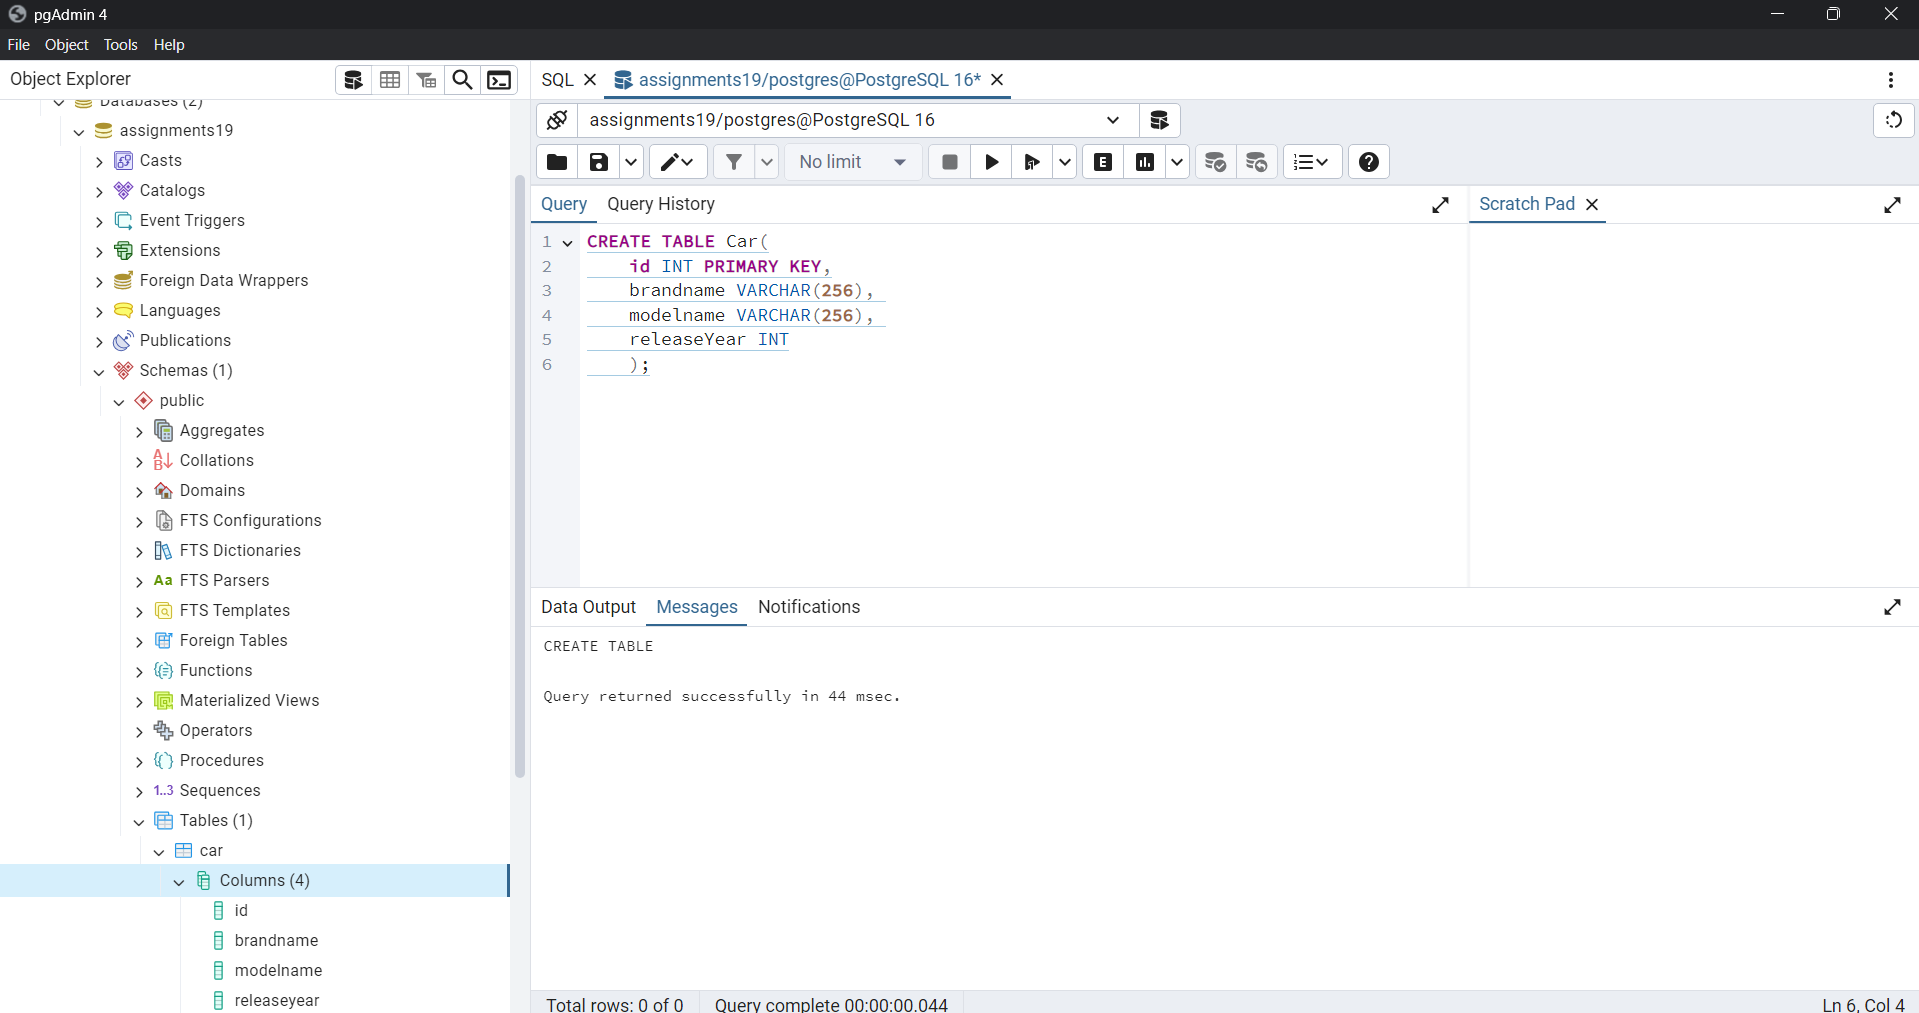 pgAdmin 4
File Object Tools Help
Object Explorer
Databases (2)
assignments19
Casts
Catalogs
Event Triggers
Extensions
Foreign Data Wrappers
Languages
Publications
Schemas (1)
public
Aggregates
Collations
Domains
FTS Configurations
FTS Dictionaries
Aa FTS Parsers
FTS Templates
Foreign Tables
Functions
Materialized Views
Operators
Procedures
1..3 Sequences
Tables (1)
car
Columns (4)
id
brandname
modelname
releaseyear
SQL assignments19/postgres@PostgreSQL 16*
assignments19/postgres@PostgreSQL 16
No limit E
Query Query History
Scratch Pad
1 CREATE TABLE Car(
2 id INT PRIMARY KEY,
3 brandname VARCHAR(256),
4 modelname VARCHAR(256),
5 releaseYear INT
6 );
Data Output Messages Notifications
CREATE TABLE
Query returned successfully in 44 msec.
Total rows: 0 of 0 Query complete 00:00:00.044 Ln 6, Col 4